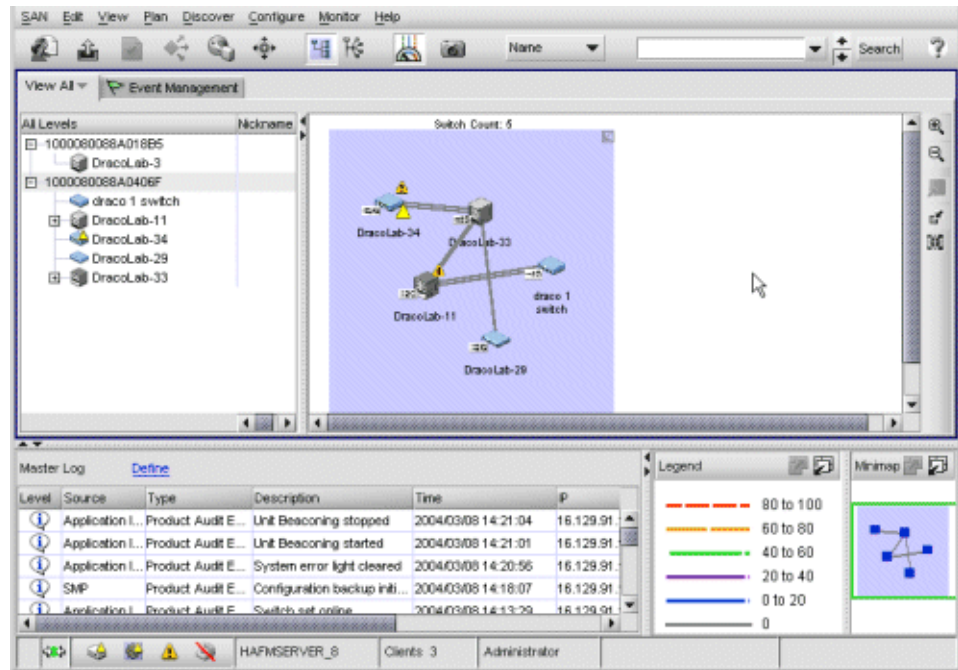 SAN Edit View Plan Discover Configure Monitor Help
Name
Search
View All
Event Management
All Levels
Nickname
1000080088A018B5
DracoLab-3
1000080088A0406F
draco 1 switch
DracoLab-11
DracoLab-34
DracoLab-29
DracoLab-33
Switch Count: 5
DracoLab-34
DracoLab-33
draco 1
switch
DracoLab-11
DracoLab-29
Master Log Define
Level Source Type Description Time IP
Application I... Product Audit E... Unit Beaconing stopped 2004/03/08 14:21:04 16.129.91.
Application I... Product Audit E... Unit Beaconing started 2004/03/08 14:21:01 16.129.91.
Application I... Product Audit E... System error light cleared 2004/03/08 14:20:56 16.129.91.
SMP Product Audit E... Configuration backup initi... 2004/03/08 14:18:07 16.129.91.
Application I... Product Audit E... Switch set online 2004/03/08 14:13:29 16.129.91.
Legend
80 to 100
60 to 80
40 to 60
20 to 40
0 to 20
0
Minimap
HAFMSERVER_8
Clients 3
Administrator